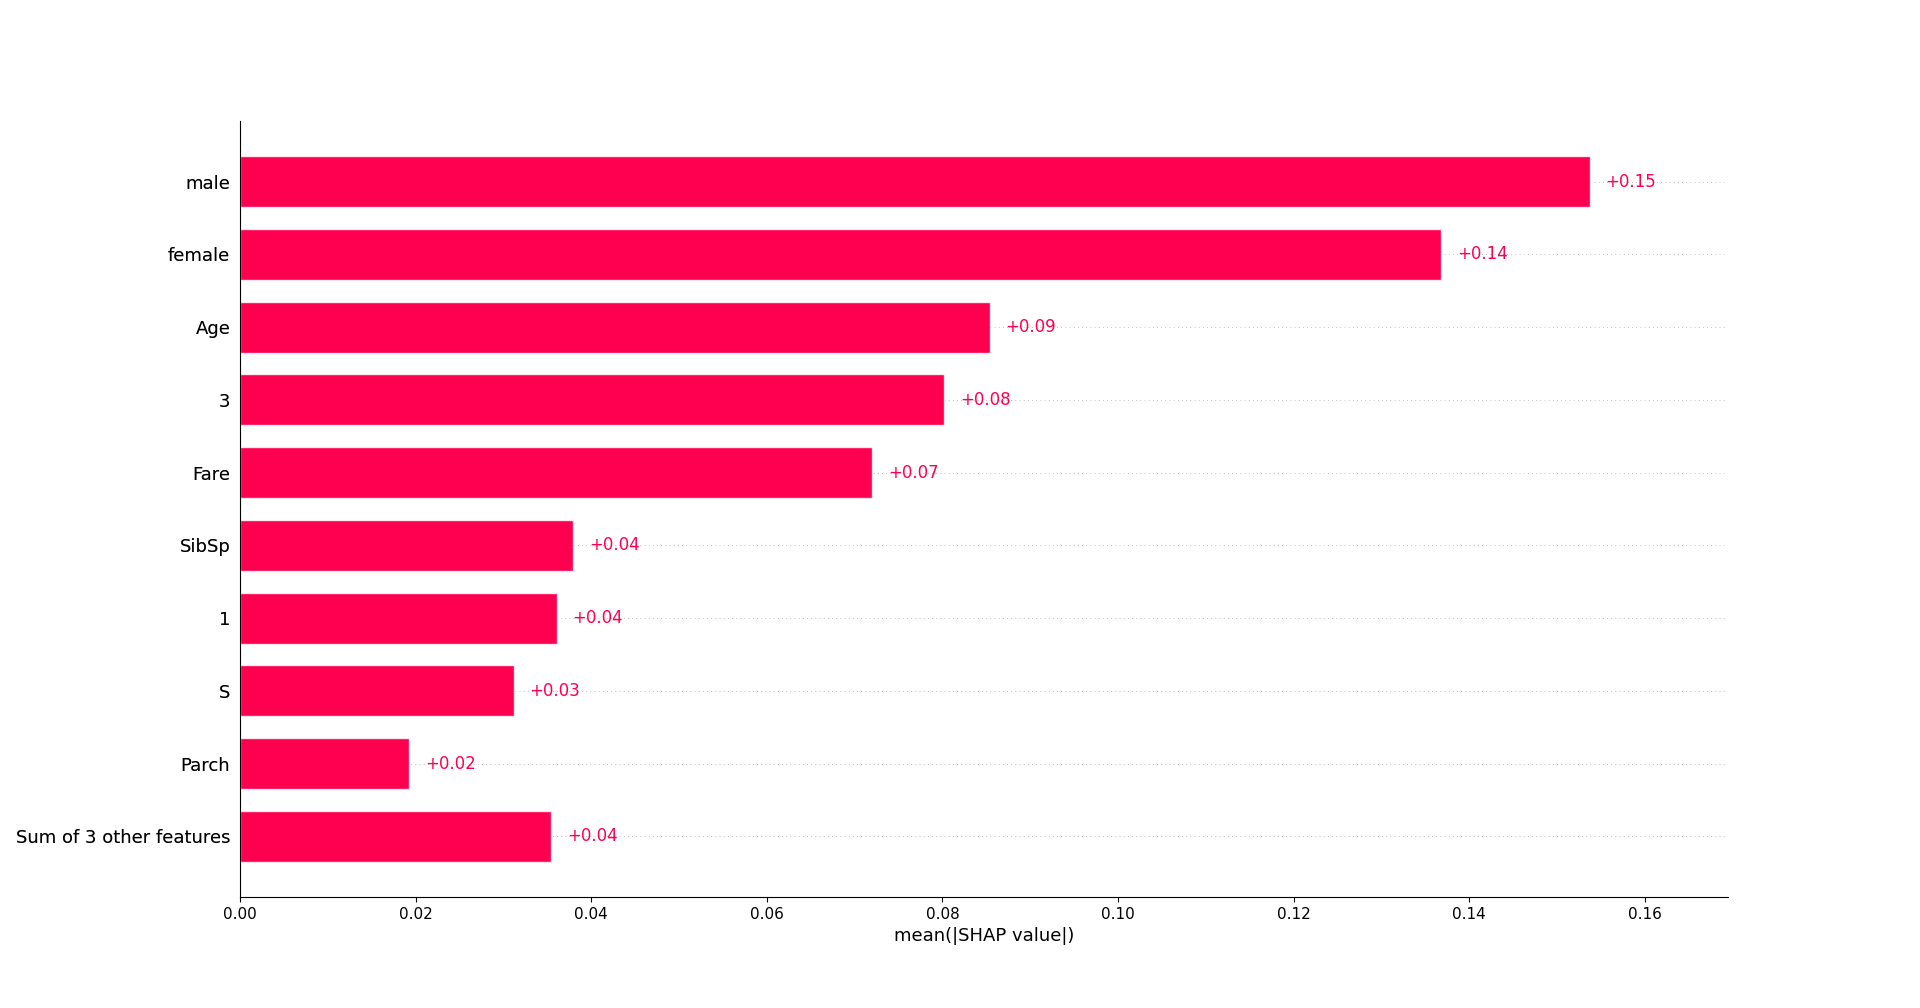 male +0.15
female +0.14
Age +0.09
3 +0.08
Fare +0.07
SibSp +0.04
1 +0.04
S +0.03
Parch +0.02
Sum of 3 other features +0.04
0.00 0.02 0.04 0.06 0.08 0.10 0.12 0.14 0.16
mean(|SHAP value|)